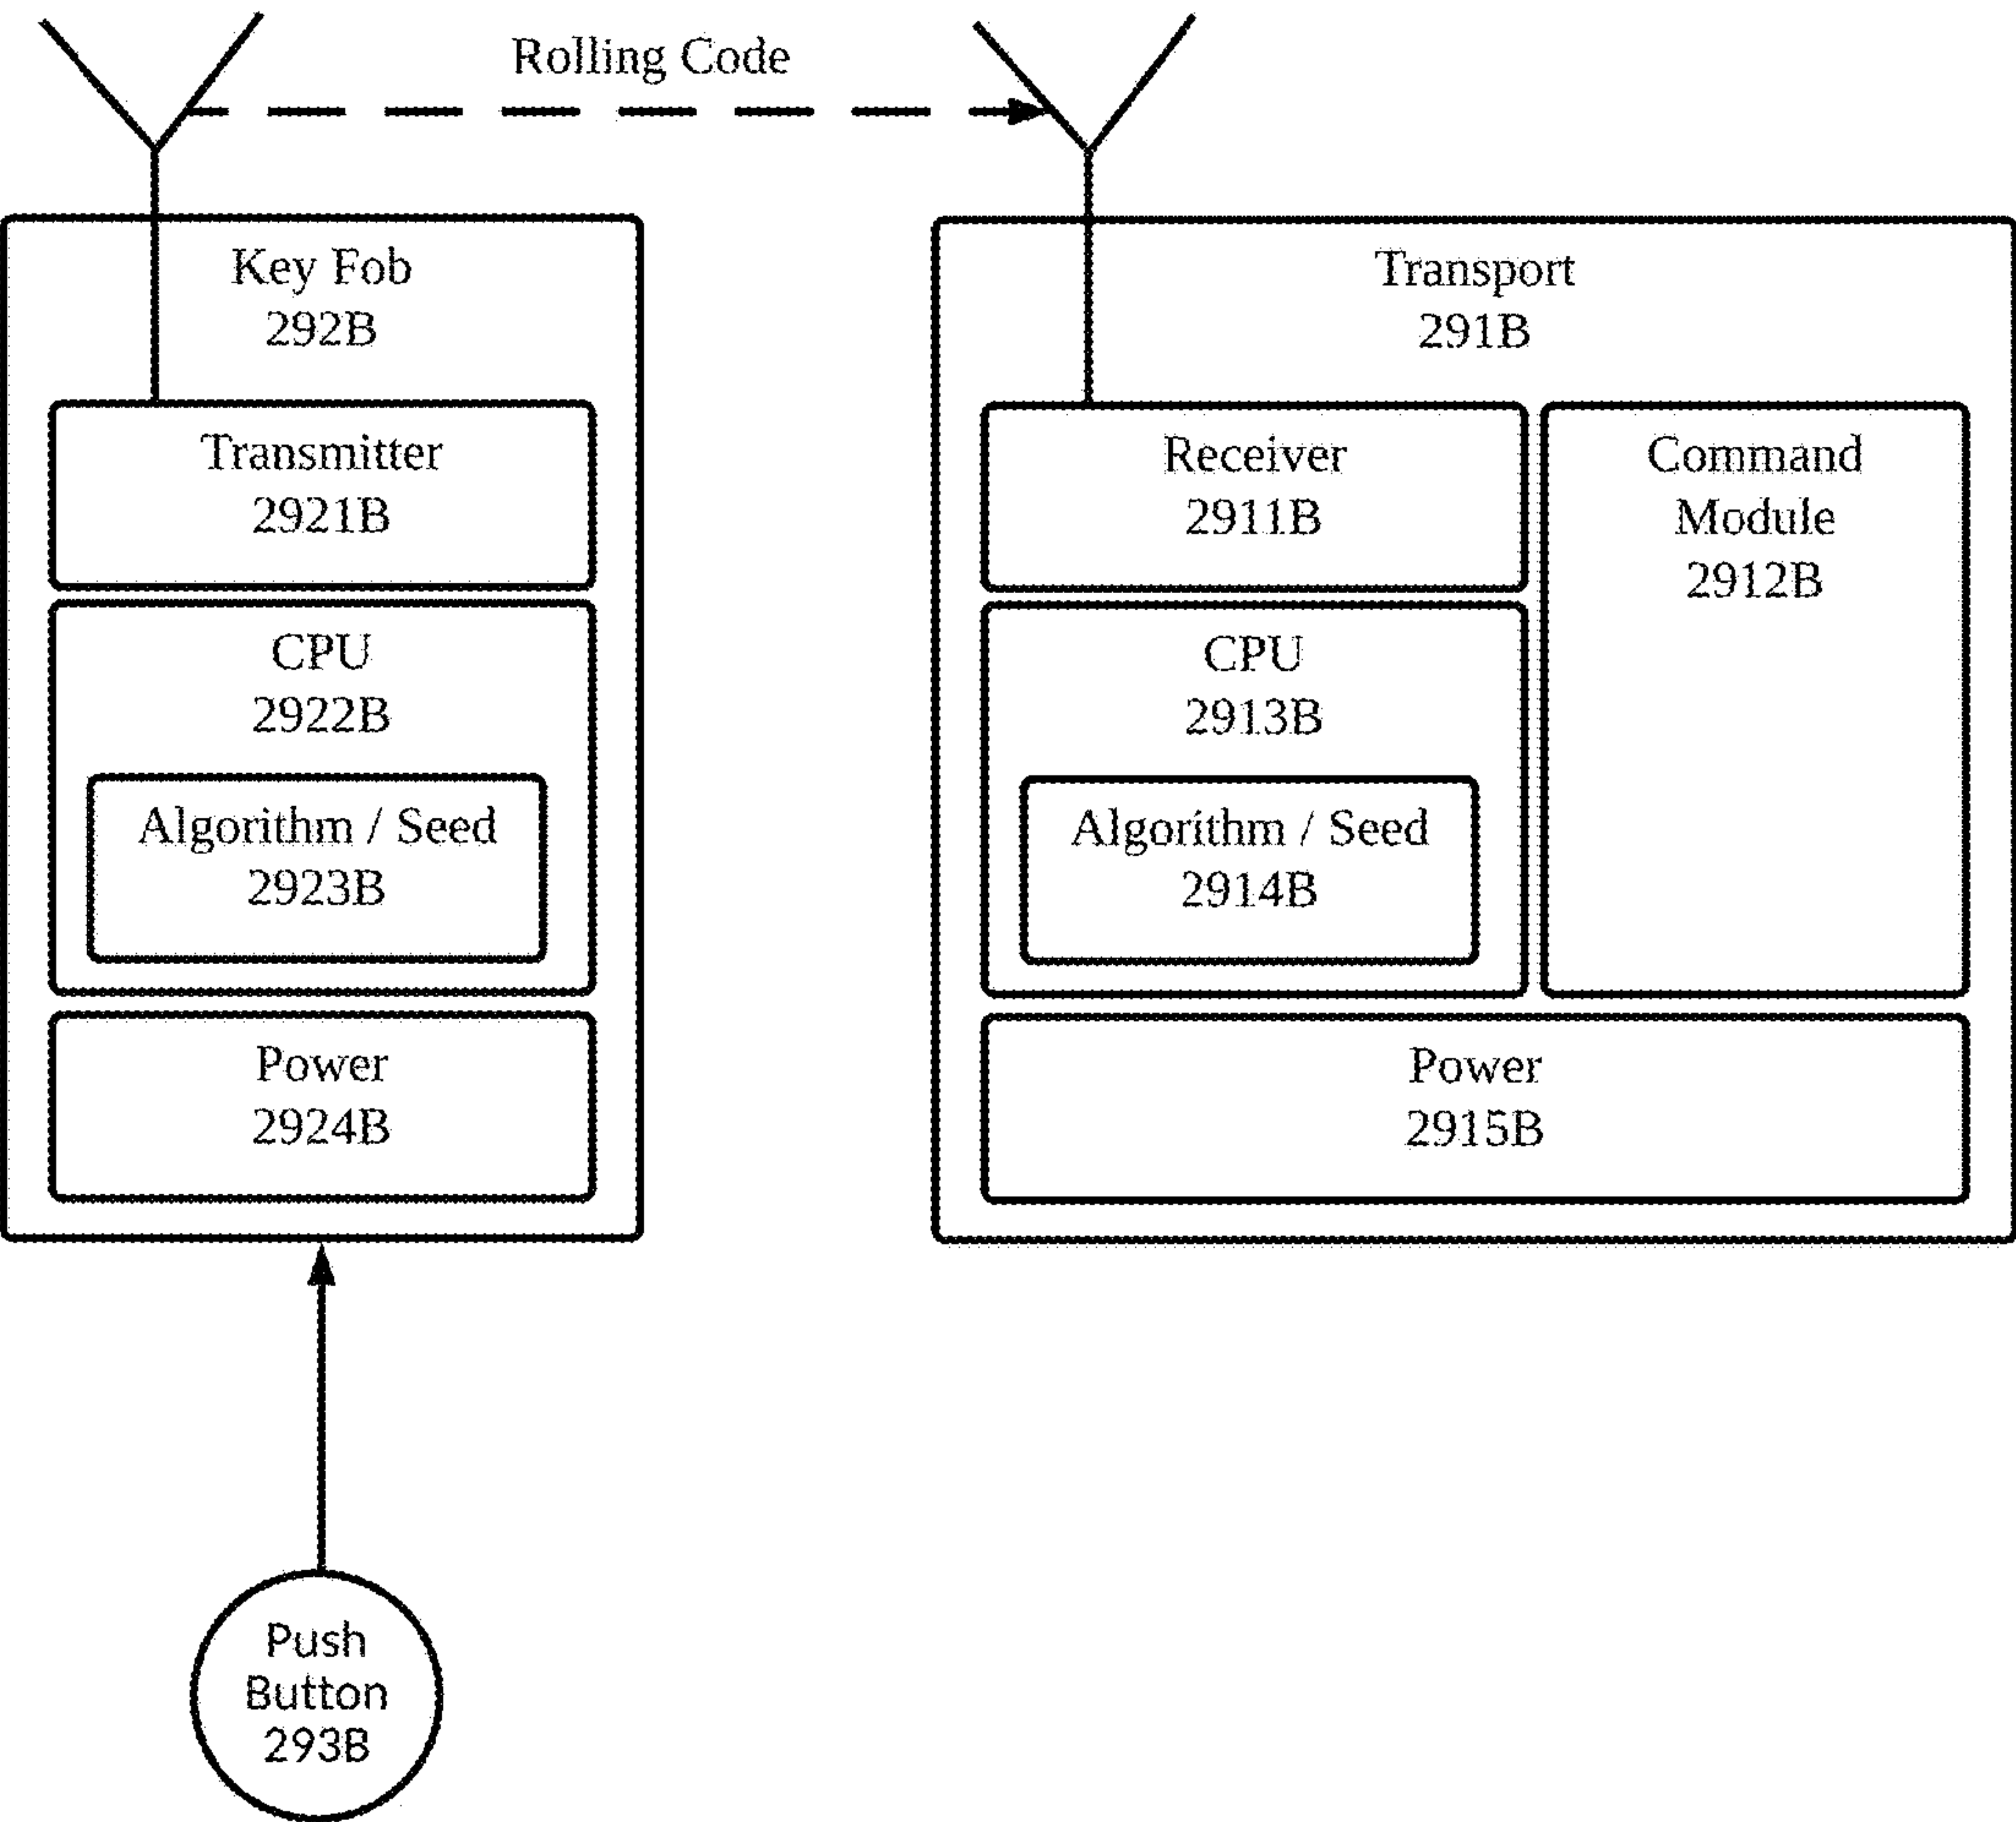 Rolling Code
Key Fob
292B
Transmitter
2921B
CPU
2922B
Algorithm / Seed
2923B
Power
2924B
Push
Button
293B
Transport
291B
Receiver
2911B
Command
Module
2912B
CPU
2913B
Algorithm / Seed
2914B
Power
2915B